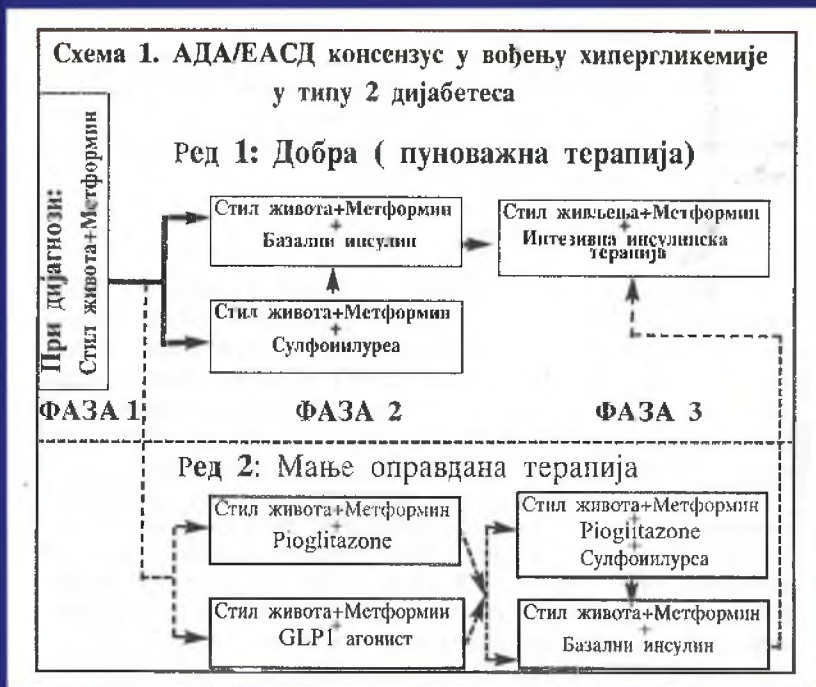 Схема 1. АДА/ЕАСД консензус у вођењу хипергликемије
у типу 2 дијабетеса
При дијагнози:
Стил живота+Метформин
Ред 1: Добра ( пуноважна терапија)
Стил живота+Метформин
+
Базални инсулин
Стил живљења+Метформин
+
Интезивна инсулинска
терапија
Стил живота+Метформин
+
Сулфонилуреа
ФАЗА 1
ФАЗА 2
ФАЗА 3
Ред 2: Мање оправдана терапија
Стил живота+Метформин
+
Pioglitazone
Стил живота+Метформин
+
Pioglitazone
+
Сулфонилуреа
Стил живота+Метформин
+
GLP1 агонист
Стил живота+Метформин
+
Базални инсулин